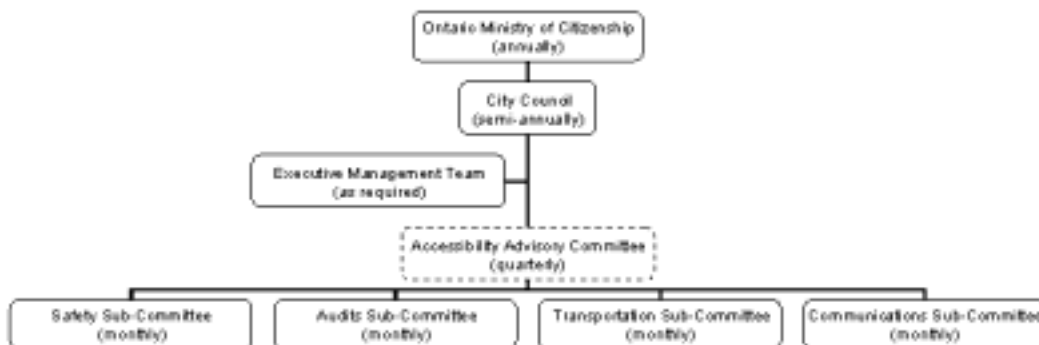 Ontario Ministry of Citizenship
(annually)
City Council
(semi-annually)
Executive Management Team
(as required)
Accessibility Advisory Committee
(quarterly)
Safety Sub-Committee
(monthly)
Audits Sub-Committee
(monthly)
Transportation Sub-Committee
(monthly)
Communications Sub-Committee
(monthly)